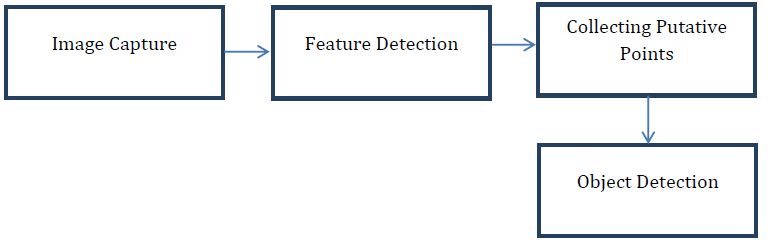 Image Capture
Feature Detection
Collecting Putative
Points
Object Detection